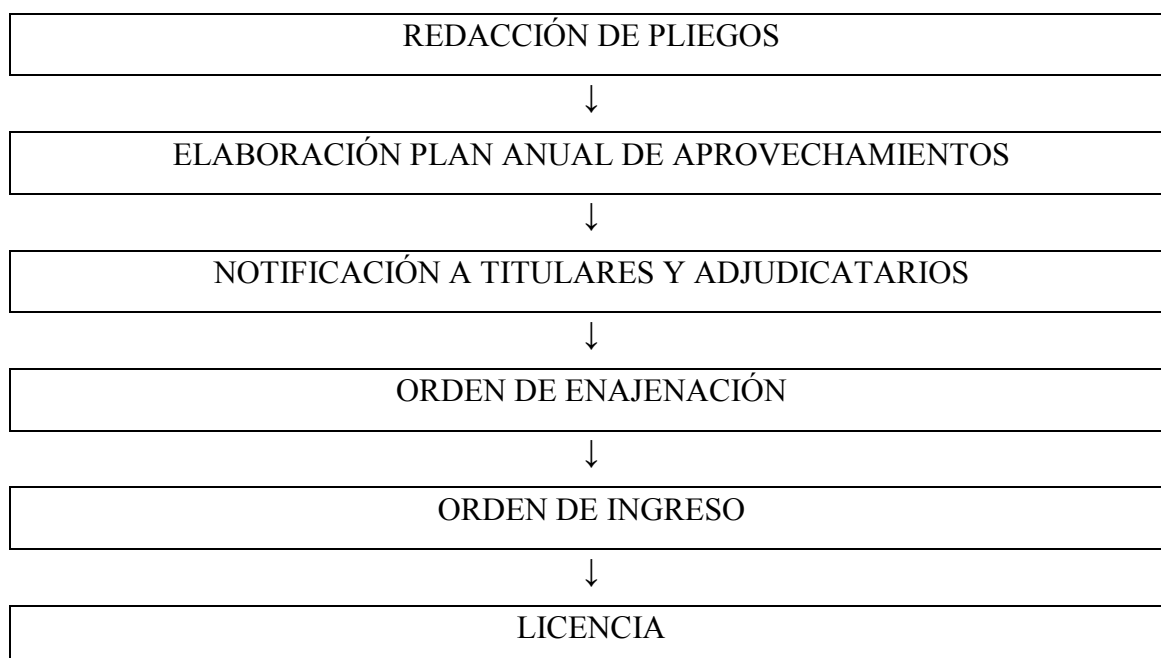 REDACCIÓN DE PLIEGOS
↓
ELABORACIÓN PLAN ANUAL DE APROVECHAMIENTOS
↓
NOTIFICACIÓN A TITULARES Y ADJUDICATARIOS
↓
ORDEN DE ENAJENACIÓN
↓
ORDEN DE INGRESO
↓
LICENCIA